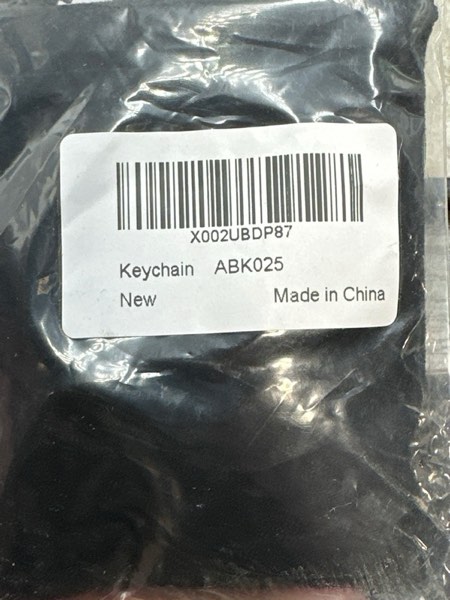 X002UBDP87
Keychain ABK025
New Made in China